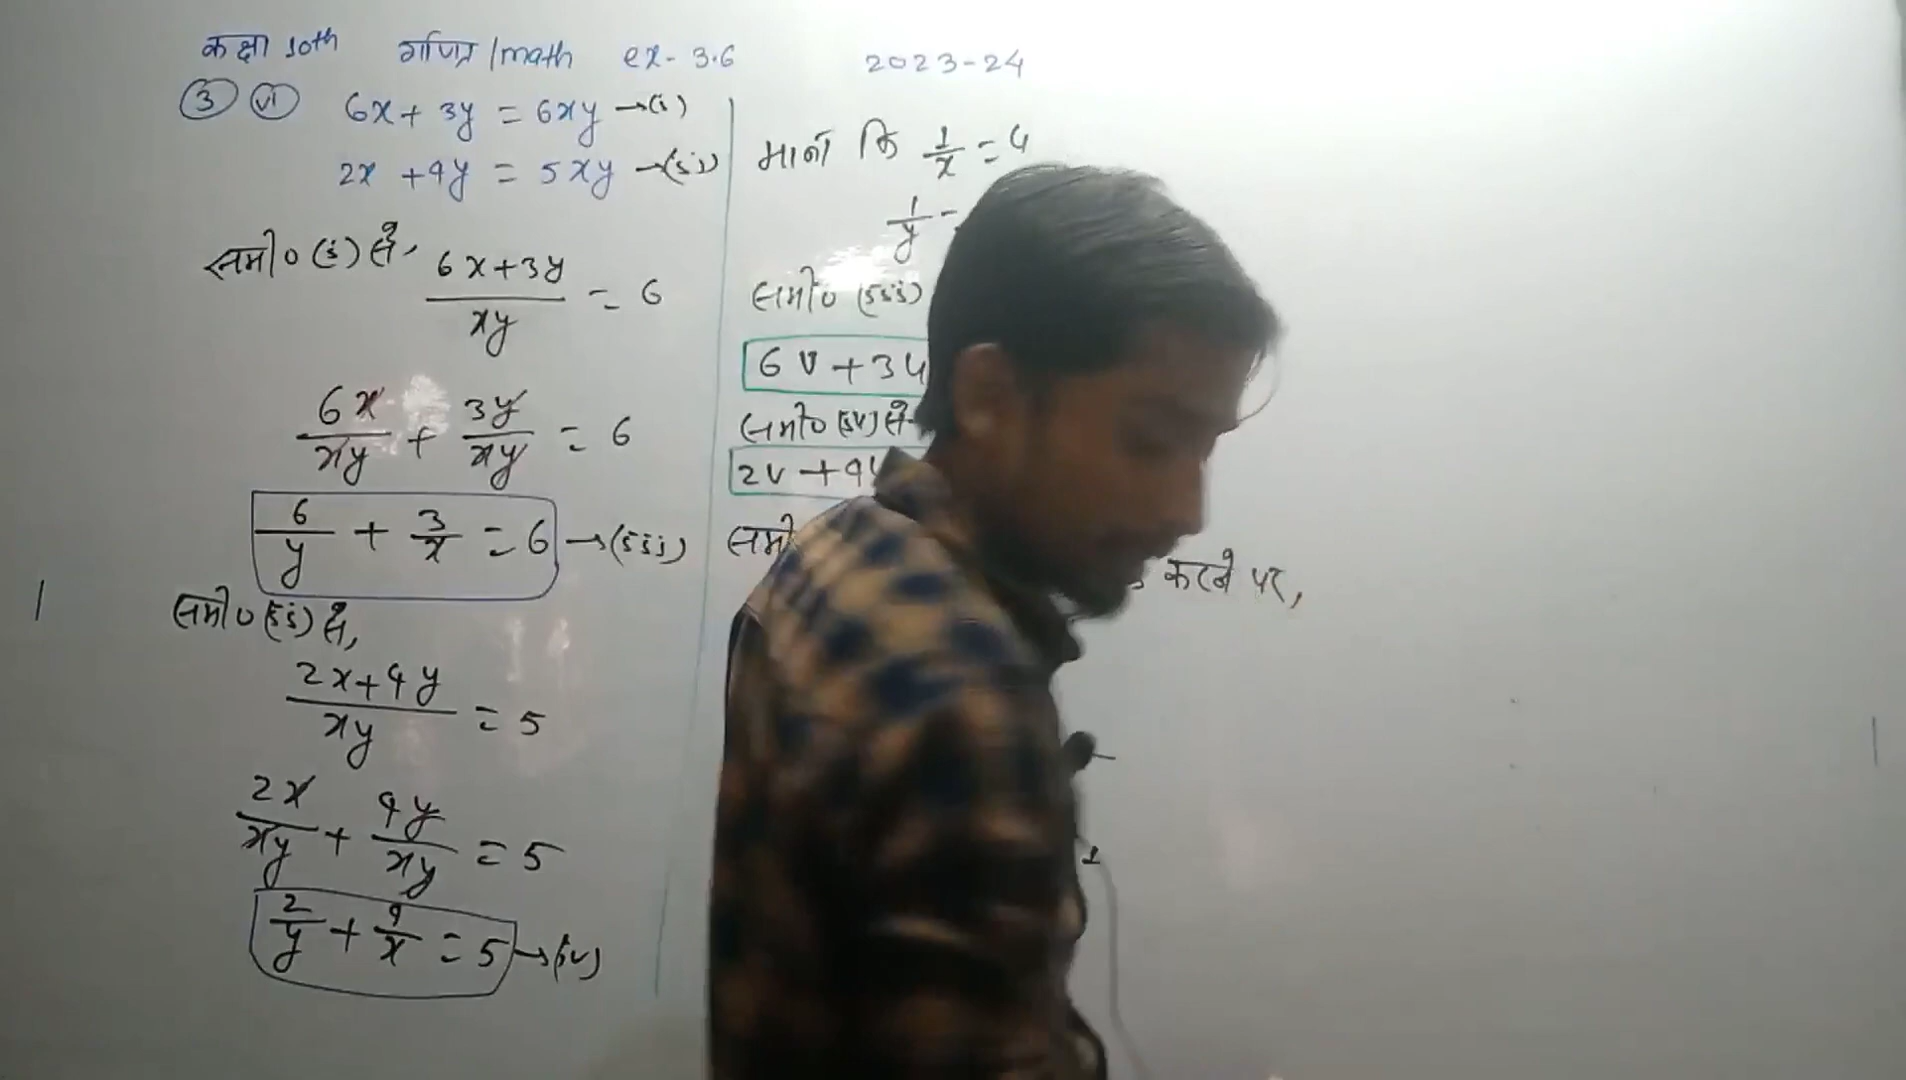 कक्षा 10th गणित /math ex- 3.6 2023-24
3 vi 6x + 3y = 6xy →(i)
2x + 4y = 5xy →(ii)
समी० (i) से,
6x+3y / xy = 6
6x/xy + 3y/xy = 6
6/y + 3/x = 6 →(iii)
समी० (ii) से,
2x+4y / xy = 5
2x/xy + 4y/xy = 5
2/y + 4/x = 5 →(iv)
मानो कि 1/x = u
1/y =
समी० (iii)
6v + 3u
समी० (iv) से
2v + 4u
समी करने पर,